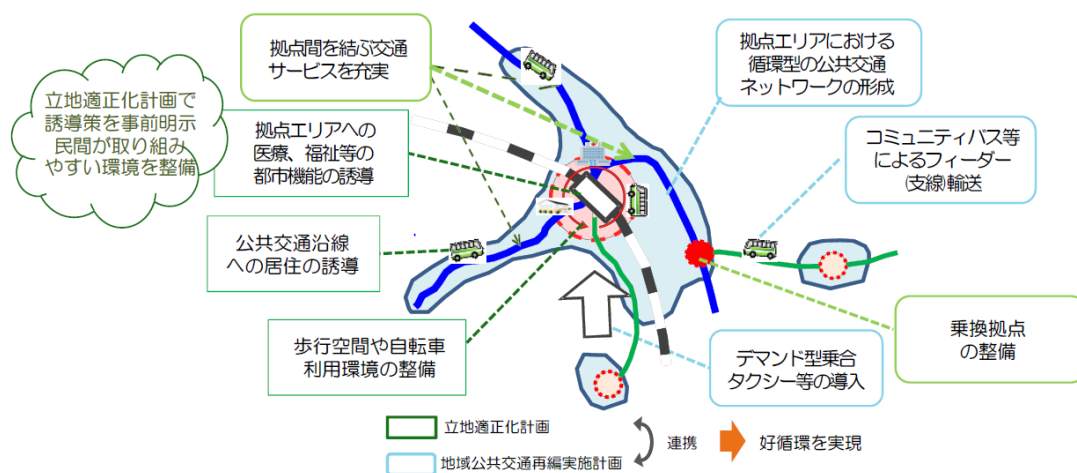 拠点間を結ぶ交通
サービスを充実
立地適正化計画で
誘導策を事前明示
民間が取り組み
やすい環境を整備
拠点エリアへの
医療、福祉等の
都市機能の誘導
公共交通沿線
への居住の誘導
歩行空間や自転車
利用環境の整備
拠点エリアにおける
循環型の公共交通
ネットワークの形成
コミュニティバス等
によるフィーダー
(支線)輸送
乗換拠点
の整備
デマンド型乗合
タクシー等の導入
立地適正化計画
地域公共交通再編実施計画
連携
好循環を実現